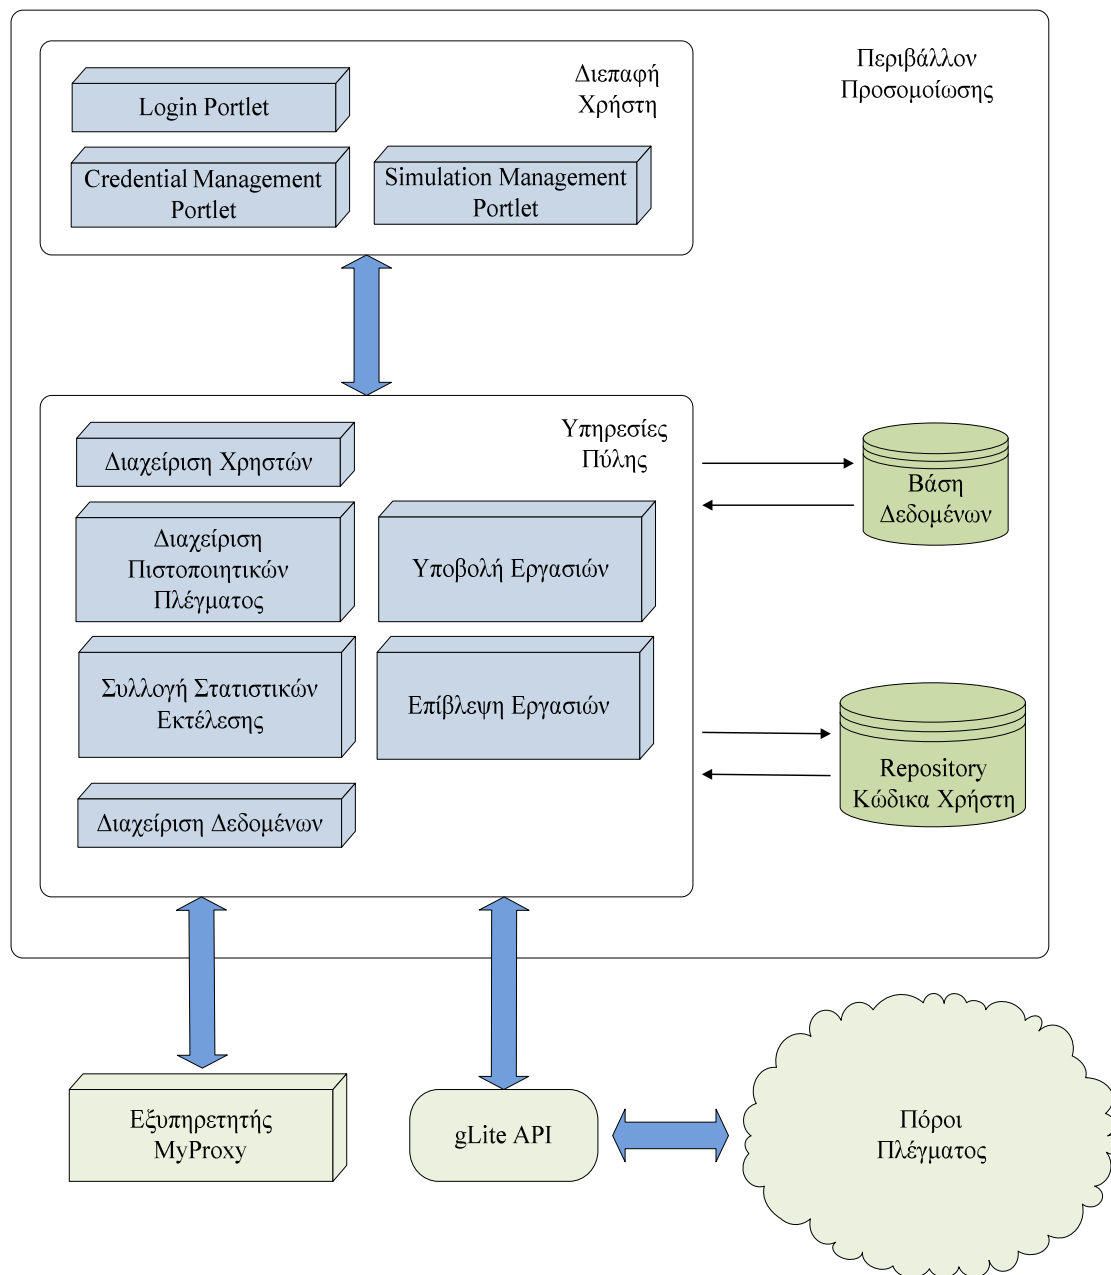 Διεπαφή
Χρήστη
Περιβάλλον
Προσομοίωσης
Login Portlet
Credential Management
Portlet
Simulation Management
Portlet
Υπηρεσίες
Πύλης
Διαχείριση Χρηστών
Διαχείριση
Πιστοποιητικών
Πλέγματος
Υποβολή Εργασιών
Συλλογή Στατιστικών
Εκτέλεσης
Επίβλεψη Εργασιών
Διαχείριση Δεδομένων
Βάση
Δεδομένων
Repository
Κώδικα Χρήστη
Εξυπηρετητής
MyProxy
gLite API
Πόροι
Πλέγματος